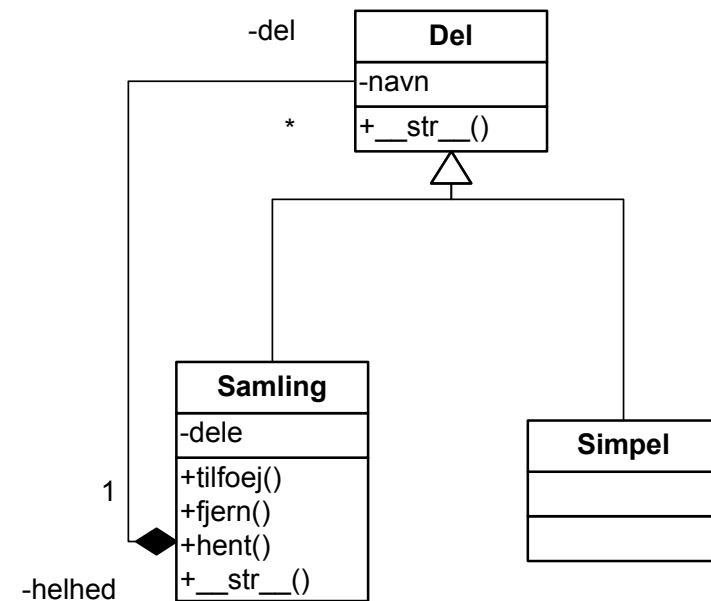 -del
Del
-navn
*
+__str__()
Samling
-dele
+tilfoej()
+fjern()
+hent()
+__str__()
1
-helhed
Simpel